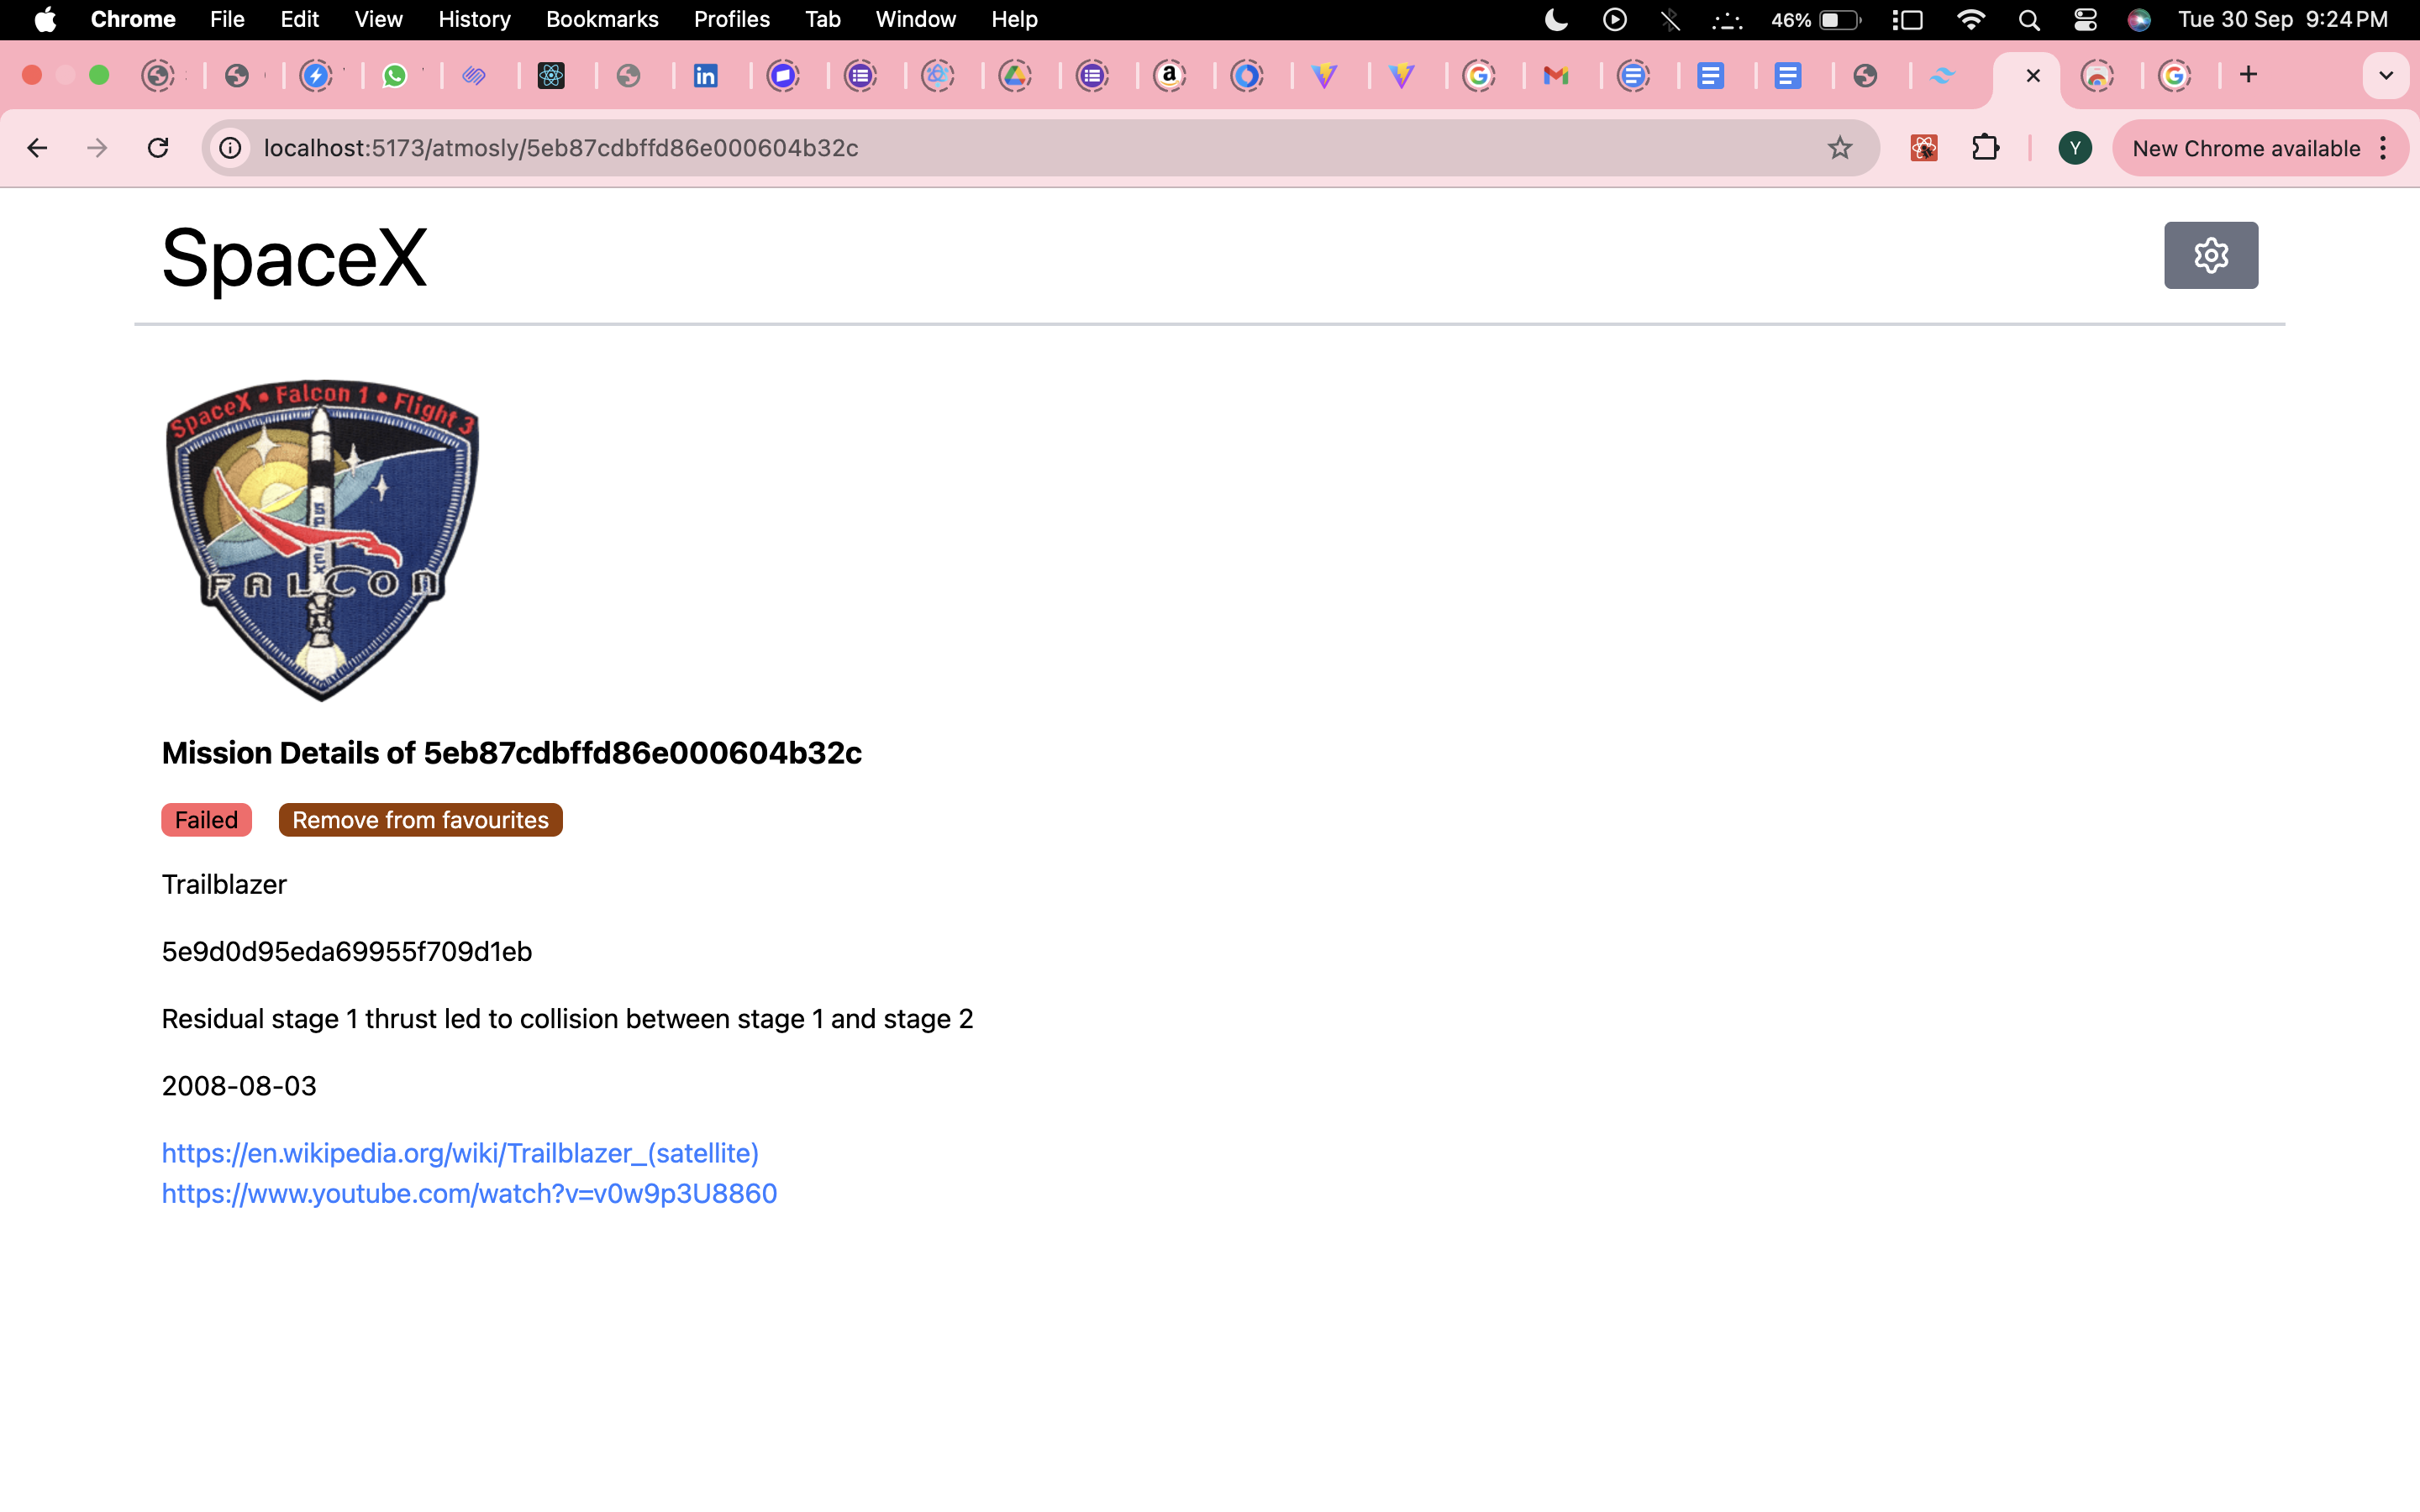 Chrome File Edit View History Bookmarks Profiles Tab Window Help 46% Tue 30 Sep 9:24 PM
localhost:5173/atmosly/5eb87cdbffd86e000604b32c Y New Chrome available
SpaceX
SpaceX • Falcon 1 • Flight 3
SPACEX
FALCON
Mission Details of 5eb87cdbffd86e000604b32c
Failed Remove from favourites
Trailblazer
5e9d0d95eda69955f709d1eb
Residual stage 1 thrust led to collision between stage 1 and stage 2
2008-08-03
https://en.wikipedia.org/wiki/Trailblazer_(satellite)
https://www.youtube.com/watch?v=v0w9p3U8860